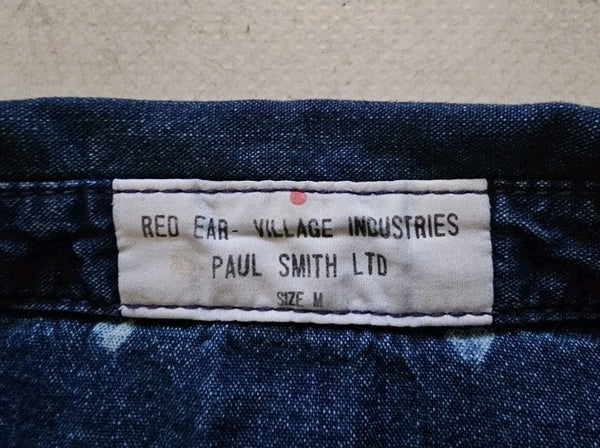 RED EAR- VILLAGE INDUSTRIES
PAUL SMITH LTD
SIZE M